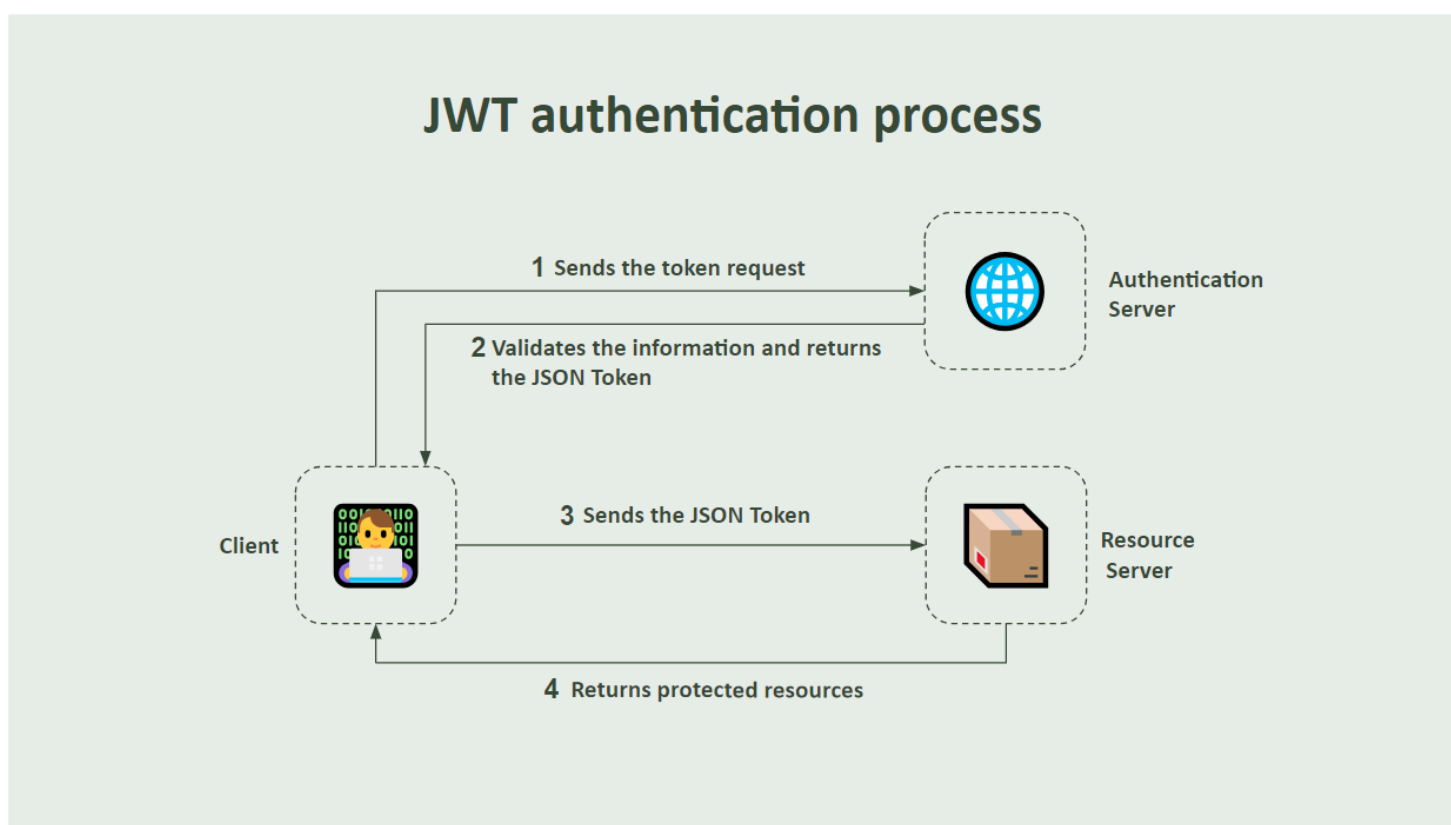 JWT authentication process
1 Sends the token request
Authentication
Server
2 Validates the information and returns
the JSON Token
Client
3 Sends the JSON Token
Resource
Server
4 Returns protected resources